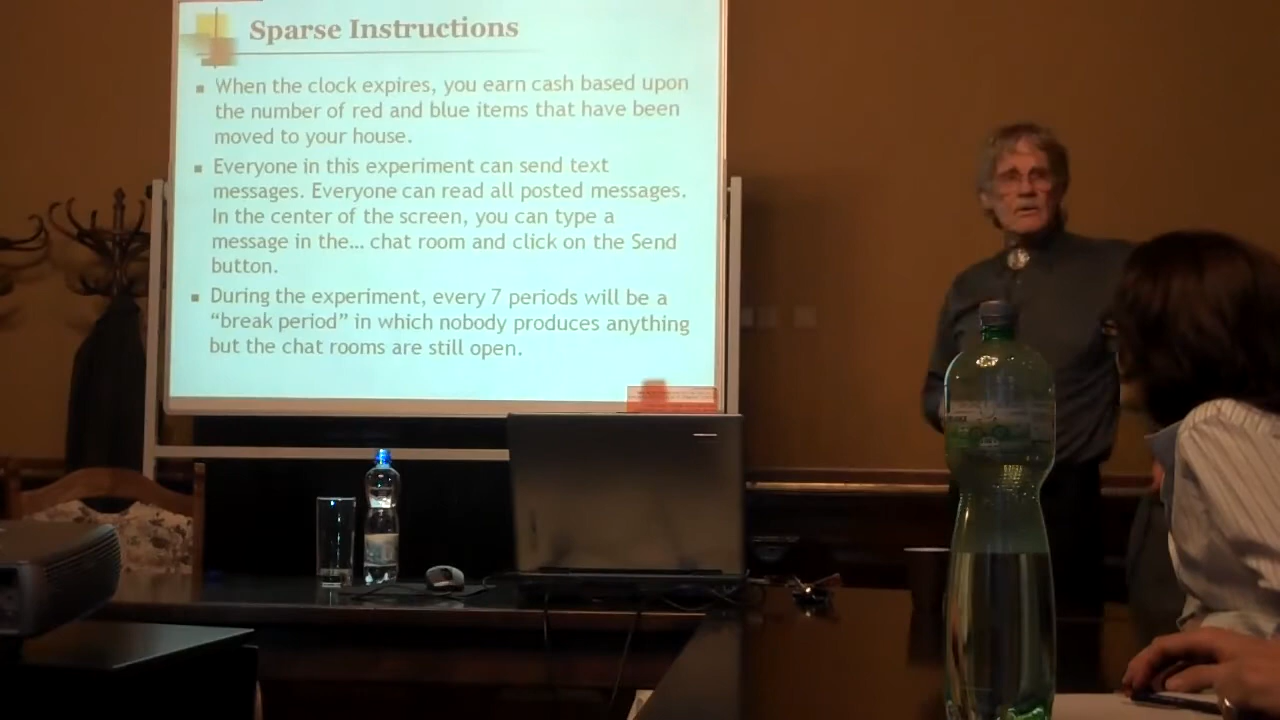 Sparse Instructions
When the clock expires, you earn cash based upon
the number of red and blue items that have been
moved to your house.
Everyone in this experiment can send text
messages. Everyone can read all posted messages.
In the center of the screen, you can type a
message in the… chat room and click on the Send
button.
During the experiment, every 7 periods will be a
“break period” in which nobody produces anything
but the chat rooms are still open.